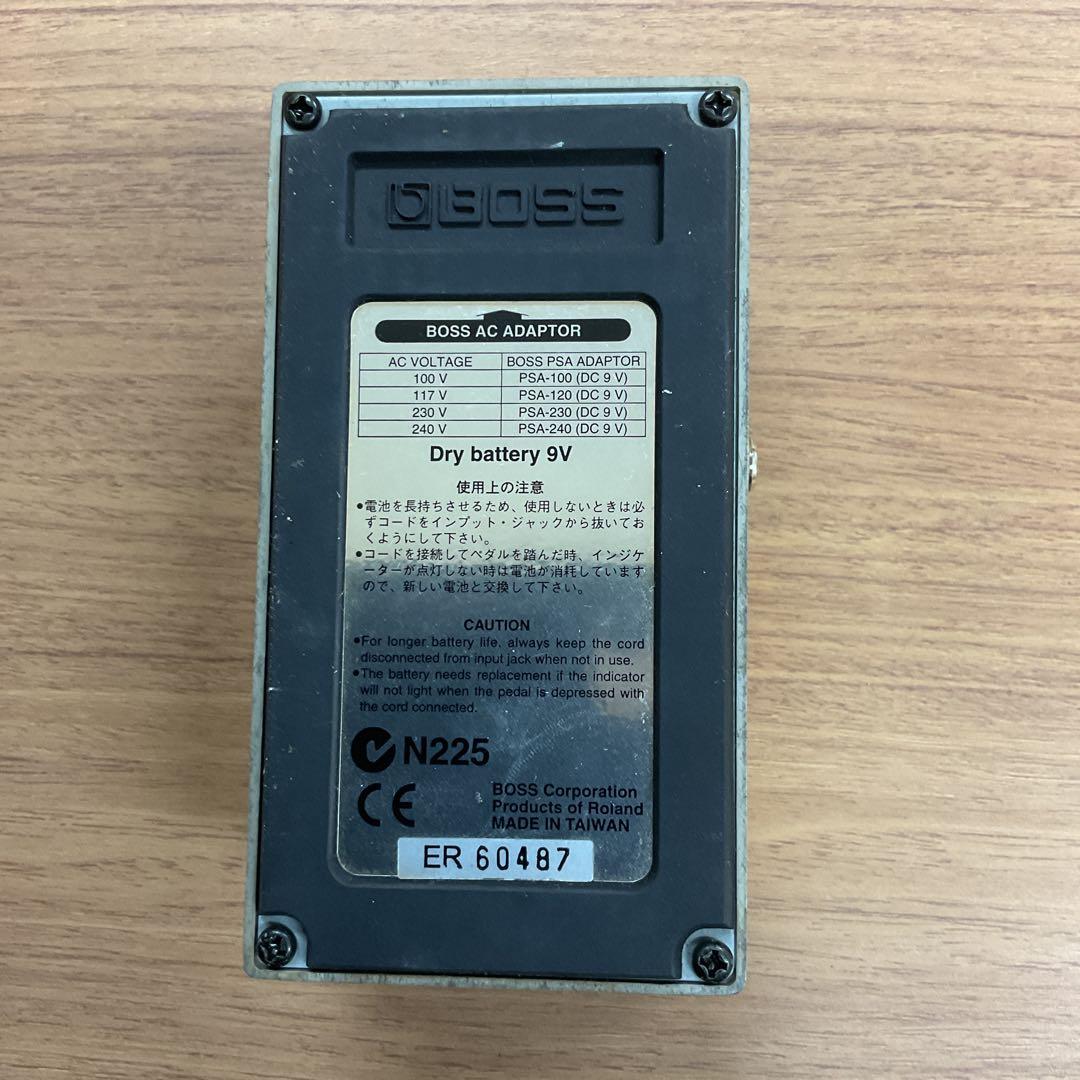 BOSS
BOSS AC ADAPTOR
AC VOLTAGE BOSS PSA ADAPTOR
100 V PSA-100 (DC 9 V)
117 V PSA-120 (DC 9 V)
230 V PSA-230 (DC 9 V)
240 V PSA-240 (DC 9 V)
Dry battery 9V
使用上の注意
●電池を長持ちさせるため、使用しないときは必
ずコードをインプット・ジャックから抜いてお
くようにして下さい。
●コードを接続してペダルを踏んだ時、インジケ
ーターが点灯しない時は電池が消耗しています
ので、新しい電池と交換して下さい。
CAUTION
●For longer battery life, always keep the cord
disconnected from input jack when not in use.
●The battery needs replacement if the indicator
will not light when the pedal is depressed with
the cord connected.
N225
CE
BOSS Corporation
Products of Roland
MADE IN TAIWAN
ER 60487